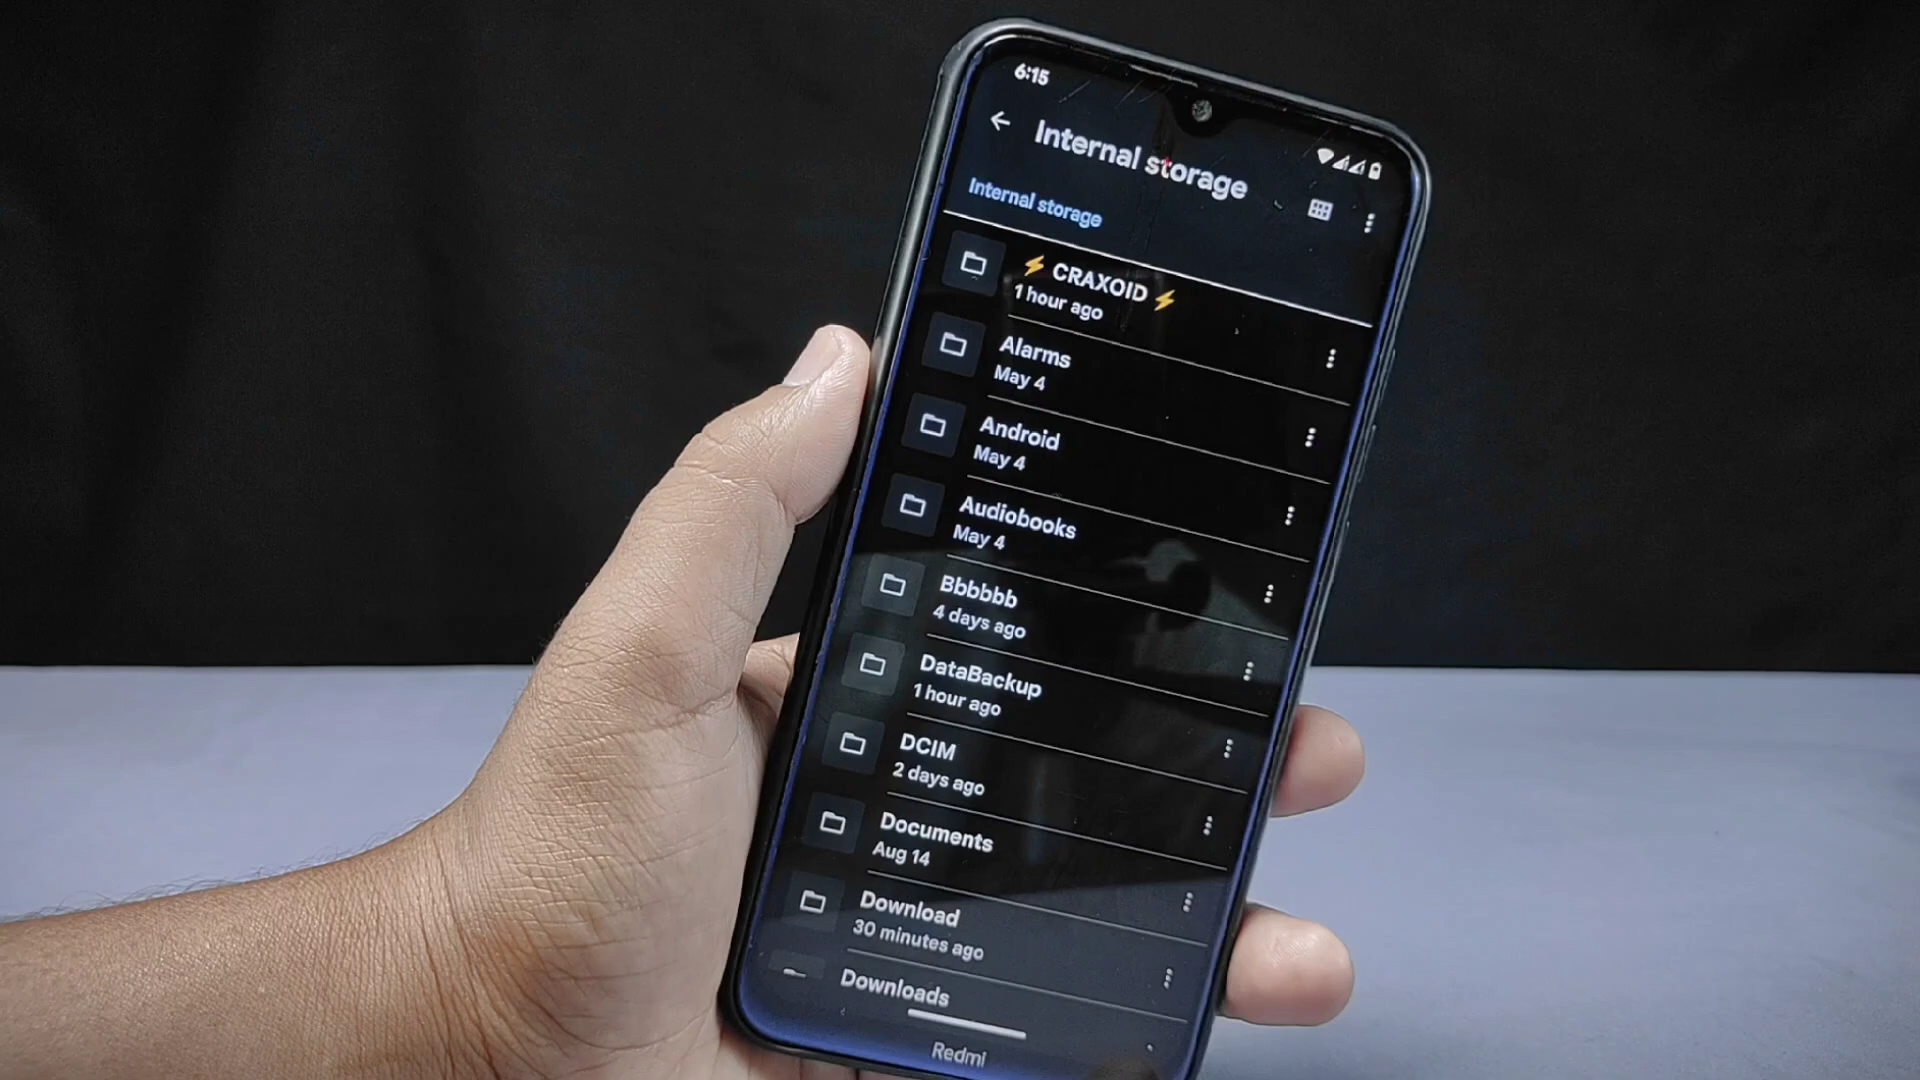 6:15
Internal storage
Internal storage
⚡ CRAXOID ⚡
1 hour ago
Alarms
May 4
Android
May 4
Audiobooks
May 4
Bbbbbb
4 days ago
DataBackup
1 hour ago
DCIM
2 days ago
Documents
Aug 14
Download
30 minutes ago
Downloads
Redmi